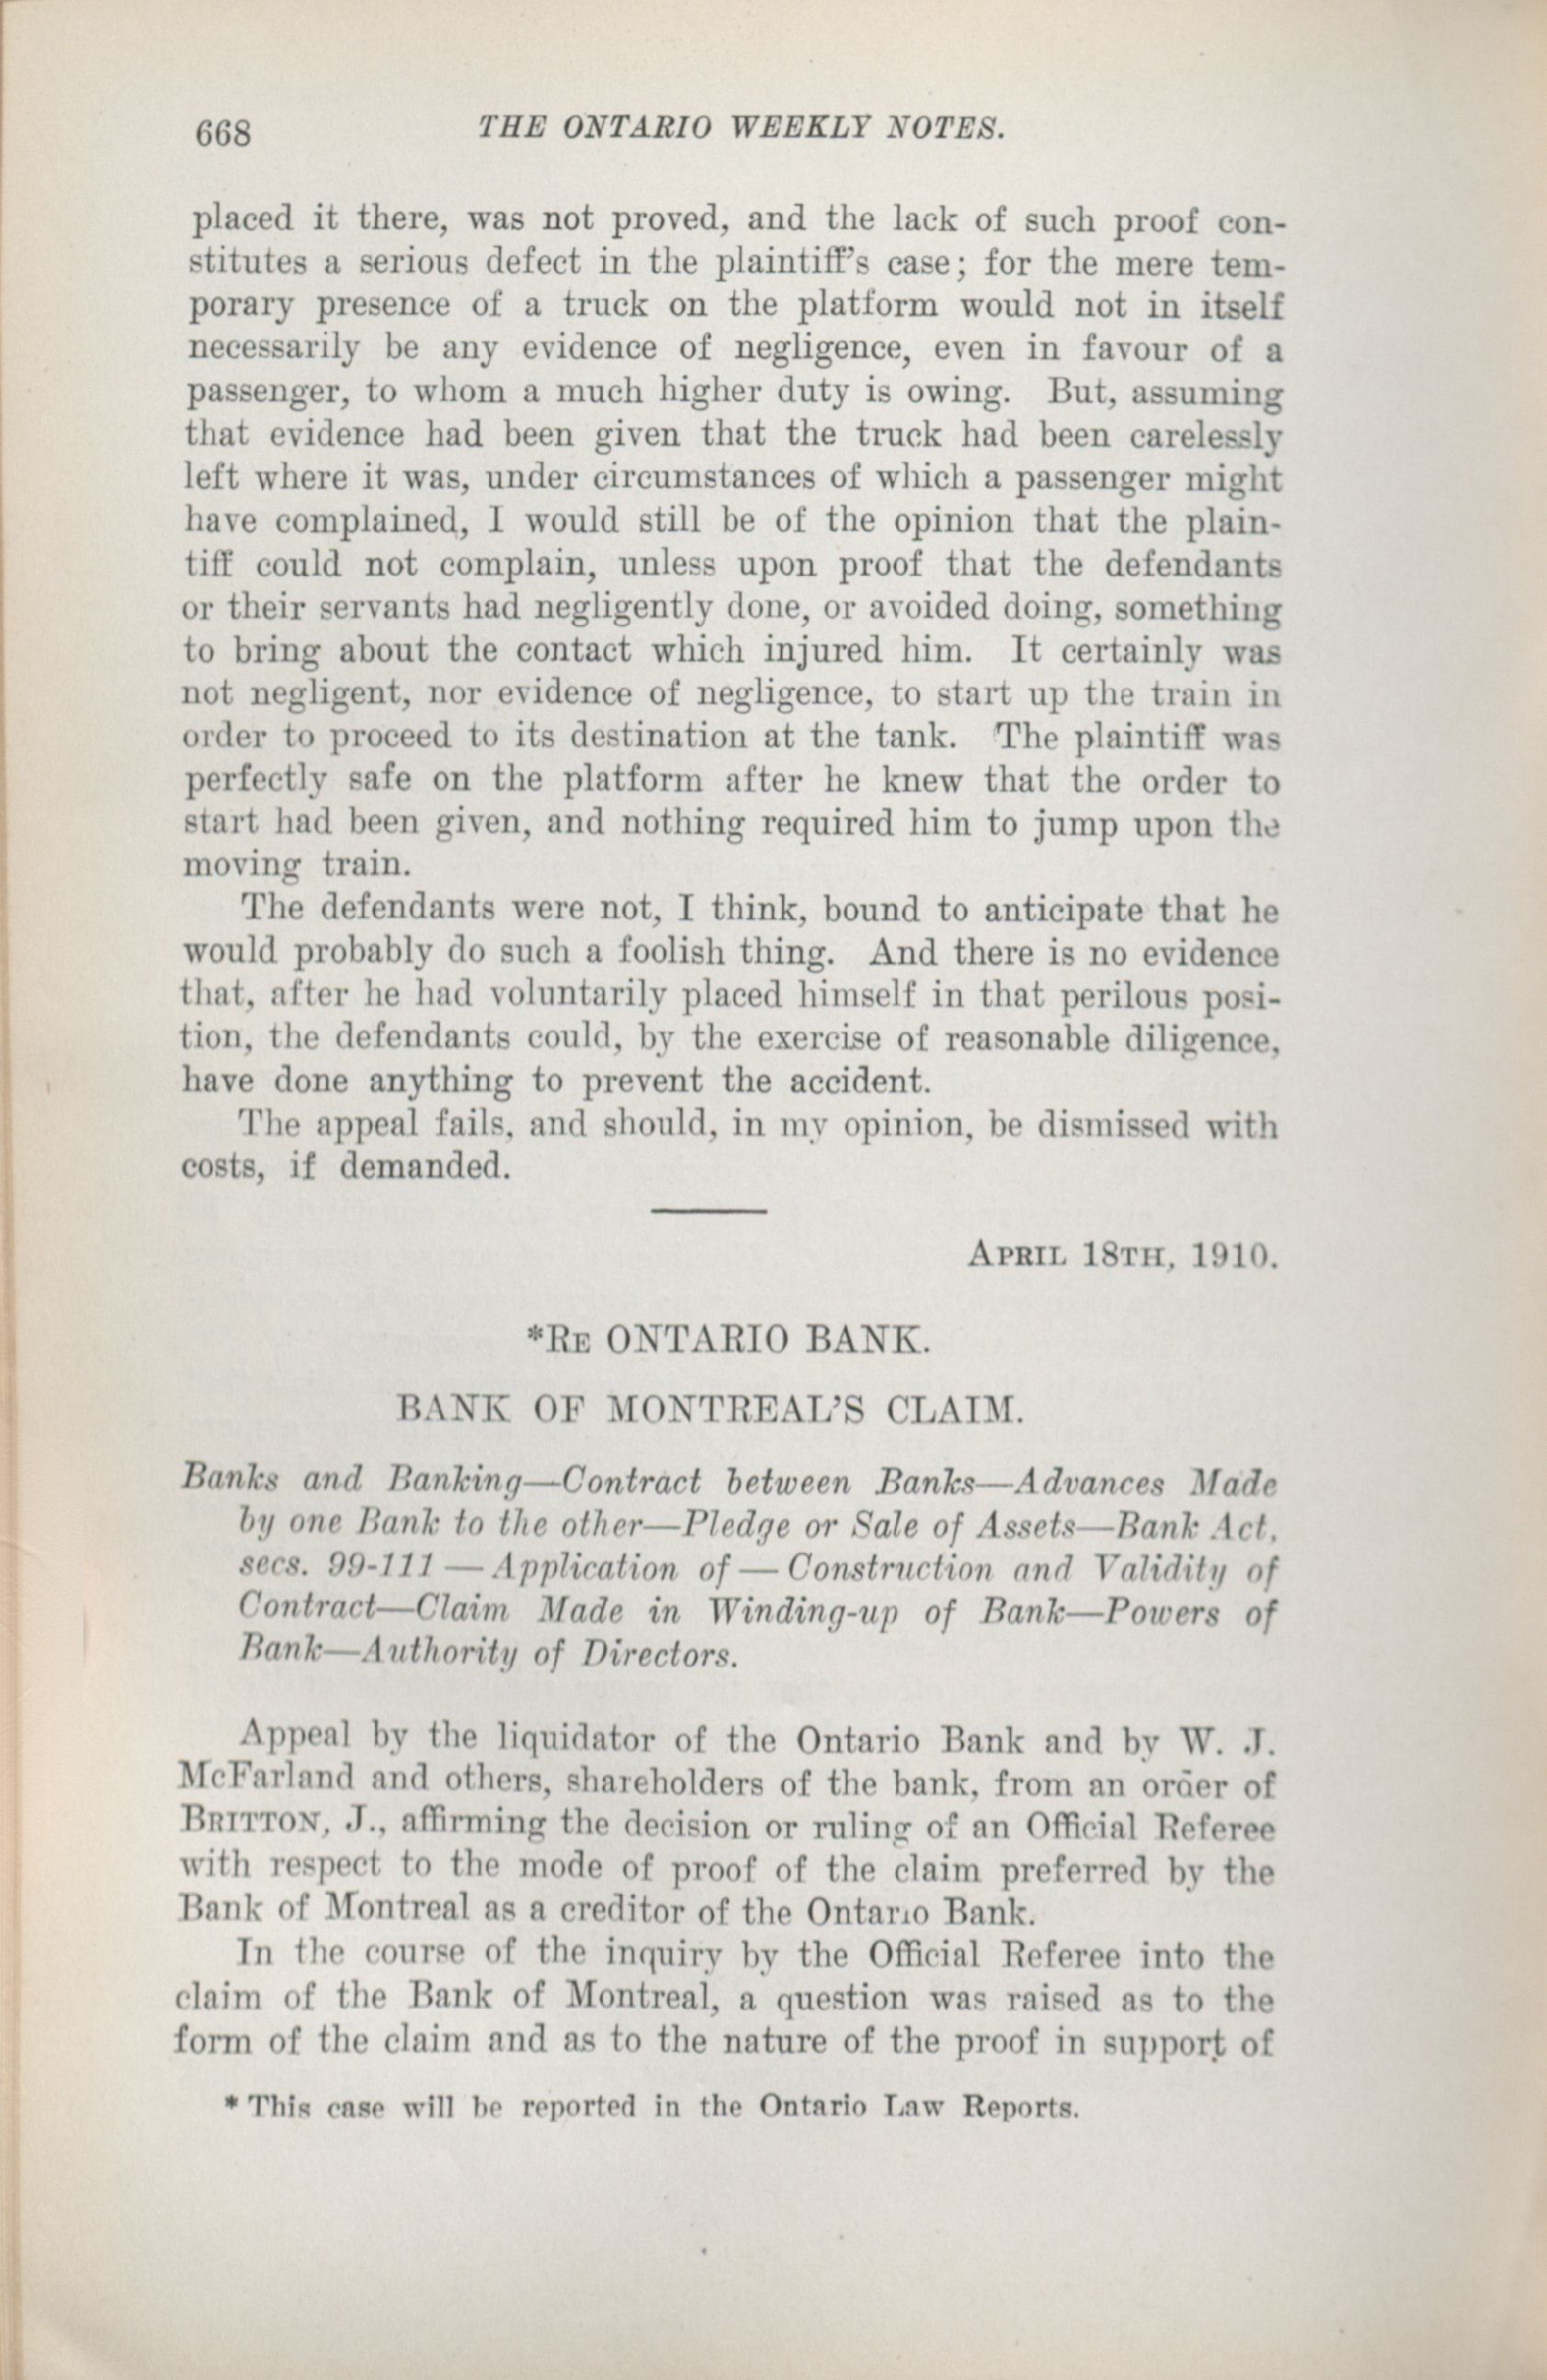 668
THE ONTARIO WEEKLY NOTES.
placed it there, was not proved, and the lack of such proof con-
stitutes a serious defect in the plaintiff's case; for the mere tem-
porary presence of a truck on the platform would not in itself
necessarily be any evidence of negligence, even in favour of a
passenger, to whom a much higher duty is owing. But, assuming
that evidence had been given that the truck had been carelessly
left where it was, under circumstances of which a passenger might
have complained, I would still be of the opinion that the plain-
tiff could not complain, unless upon proof that the defendants
or their servants had negligently done, or avoided doing, something
to bring about the contact which injured him. It certainly was
not negligent, nor evidence of negligence, to start up the train in
order to proceed to its destination at the tank. The plaintiff was
perfectly safe on the platform after he knew that the order to
start had been given, and nothing required him to jump upon the
moving train.
The defendants were not, I think, bound to anticipate that he
would probably do such a foolish thing. And there is no evidence
that, after he had voluntarily placed himself in that perilous posi-
tion, the defendants could, by the exercise of reasonable diligence,
have done anything to prevent the accident.
The appeal fails, and should, in my opinion, be dismissed with
costs, if demanded.
APRIL 18TH, 1910.
*RE ONTARIO BANK.
BANK OF MONTREAL'S CLAIM.
Banks and Banking—Contract between Banks—Advances Made
by one Bank to the other—Pledge or Sale of Assets—Bank Act,
secs. 99-111 — Application of — Construction and Validity of
Contract—Claim Made in Winding-up of Bank—Powers of
Bank—Authority of Directors.
Appeal by the liquidator of the Ontario Bank and by W. J.
McFarland and others, shareholders of the bank, from an order of
BRITTON, J., affirming the decision or ruling of an Official Referee
with respect to the mode of proof of the claim preferred by the
Bank of Montreal as a creditor of the Ontario Bank.
In the course of the inquiry by the Official Referee into the
claim of the Bank of Montreal, a question was raised as to the
form of the claim and as to the nature of the proof in support of
* This case will be reported in the Ontario Law Reports.